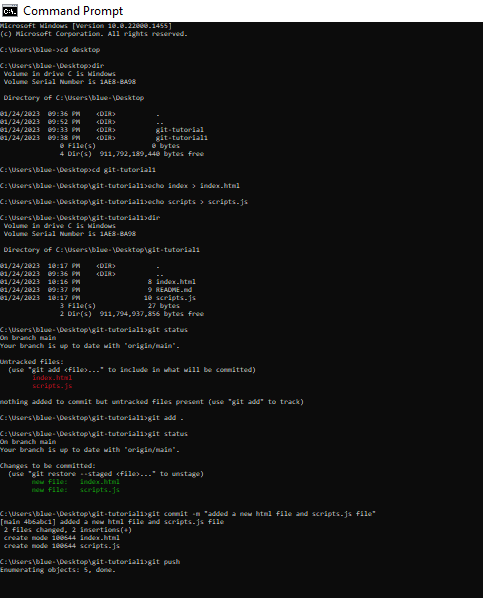 Command Prompt
Microsoft Windows [Version 10.0.22000.1455]
(c) Microsoft Corporation. All rights reserved.
C:\Users\blue->cd desktop
C:\Users\blue-\Desktop>dir
Volume in drive C is Windows
Volume Serial Number is 1AE8-BA98
Directory of C:\Users\blue-\Desktop
01/24/2023  09:36 PM    <DIR>          .
01/24/2023  09:52 PM    <DIR>          ..
01/24/2023  09:33 PM    <DIR>          git-tutorial
01/24/2023  09:38 PM    <DIR>          git-tutorial1
0 File(s)              0 bytes
4 Dir(s)  911,792,189,440 bytes free
C:\Users\blue-\Desktop>cd git-tutorial1
C:\Users\blue-\Desktop\git-tutorial1>echo index > index.html
C:\Users\blue-\Desktop\git-tutorial1>echo scripts > scripts.js
C:\Users\blue-\Desktop\git-tutorial1>dir
Volume in drive C is Windows
Volume Serial Number is 1AE8-BA98
Directory of C:\Users\blue-\Desktop\git-tutorial1
01/24/2023  10:17 PM    <DIR>          .
01/24/2023  09:36 PM    <DIR>          ..
01/24/2023  10:16 PM                 8 index.html
01/24/2023  09:37 PM                 9 README.md
01/24/2023  10:17 PM                10 scripts.js
3 File(s)             27 bytes
2 Dir(s)  911,794,937,856 bytes free
C:\Users\blue-\Desktop\git-tutorial1>git status
On branch main
Your branch is up to date with 'origin/main'.
Untracked files:
(use "git add <file>..." to include in what will be committed)
index.html
scripts.js
nothing added to commit but untracked files present (use "git add" to track)
C:\Users\blue-\Desktop\git-tutorial1>git add .
C:\Users\blue-\Desktop\git-tutorial1>git status
On branch main
Your branch is up to date with 'origin/main'.
Changes to be committed:
(use "git restore --staged <file>..." to unstage)
new file:   index.html
new file:   scripts.js
C:\Users\blue-\Desktop\git-tutorial1>git commit -m "added a new html file and scripts.js file"
[main 4b6abc1] added a new html file and scripts.js file
2 files changed, 2 insertions(+)
create mode 100644 index.html
create mode 100644 scripts.js
C:\Users\blue-\Desktop\git-tutorial1>git push
Enumerating objects: 5, done.